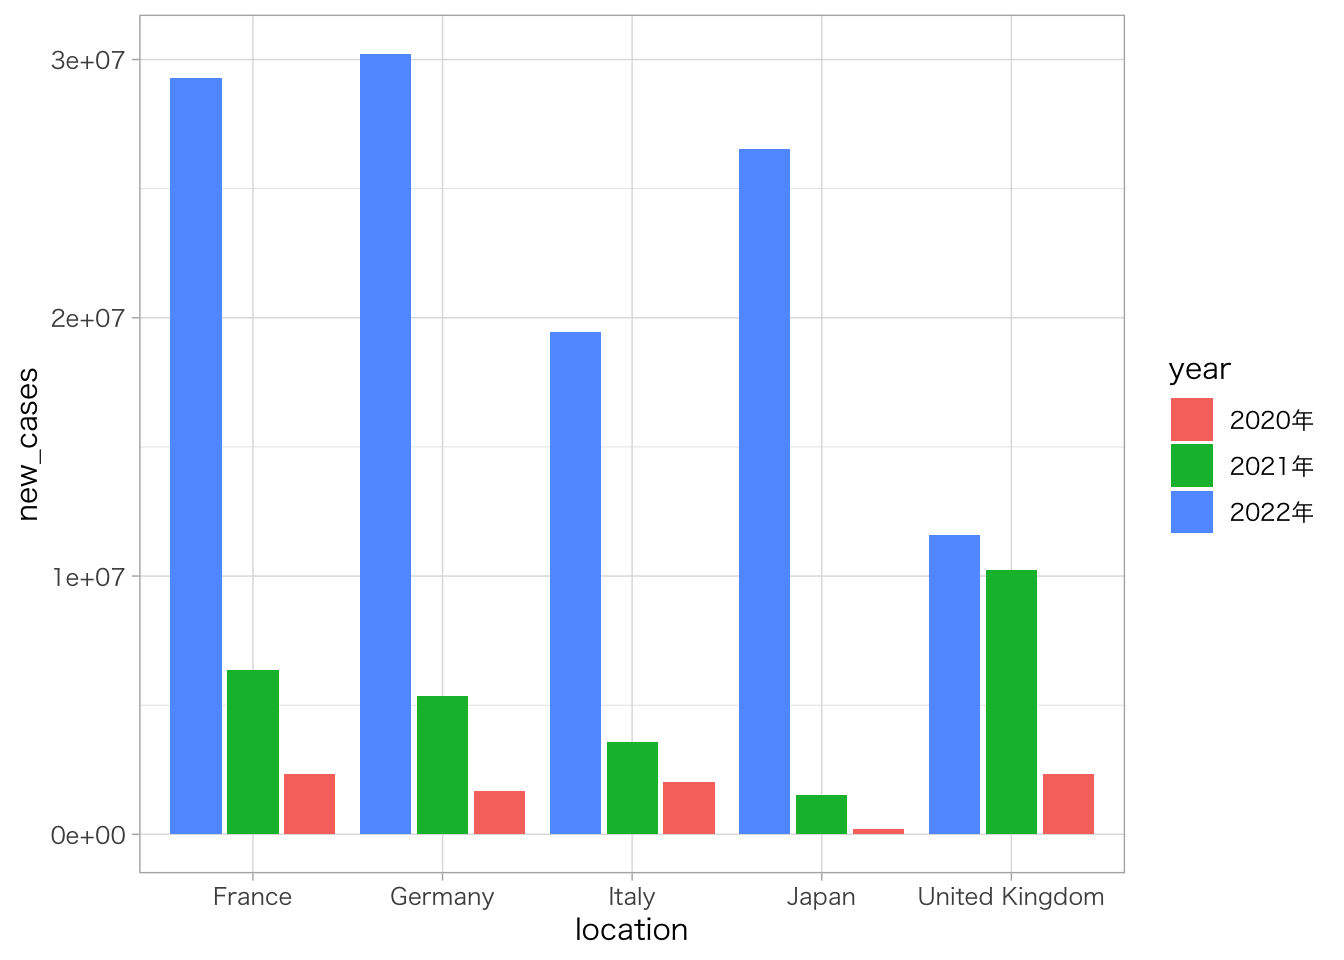 3e+07
2e+07
1e+07
0e+00
new_cases
France
Germany
Italy
Japan
United Kingdom
location
year
2020年
2021年
2022年